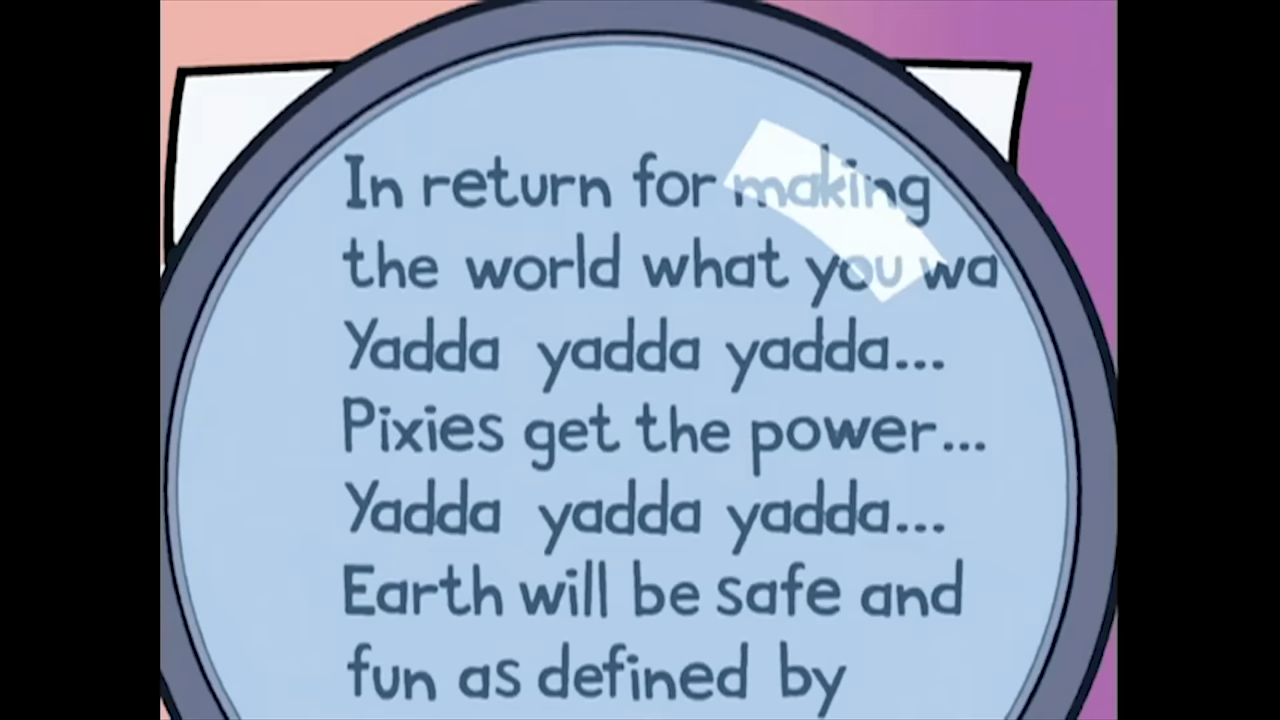 In return for making
the world what you wa
Yadda yadda yadda...
Pixies get the power...
Yadda yadda yadda...
Earth will be safe and
fun as defined by